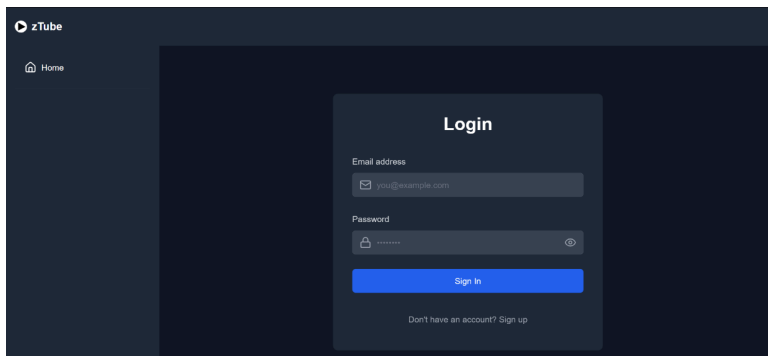 zTube
Home
Login
Email address
you@example.com
Password
••••••••
Sign In
Don't have an account? Sign up